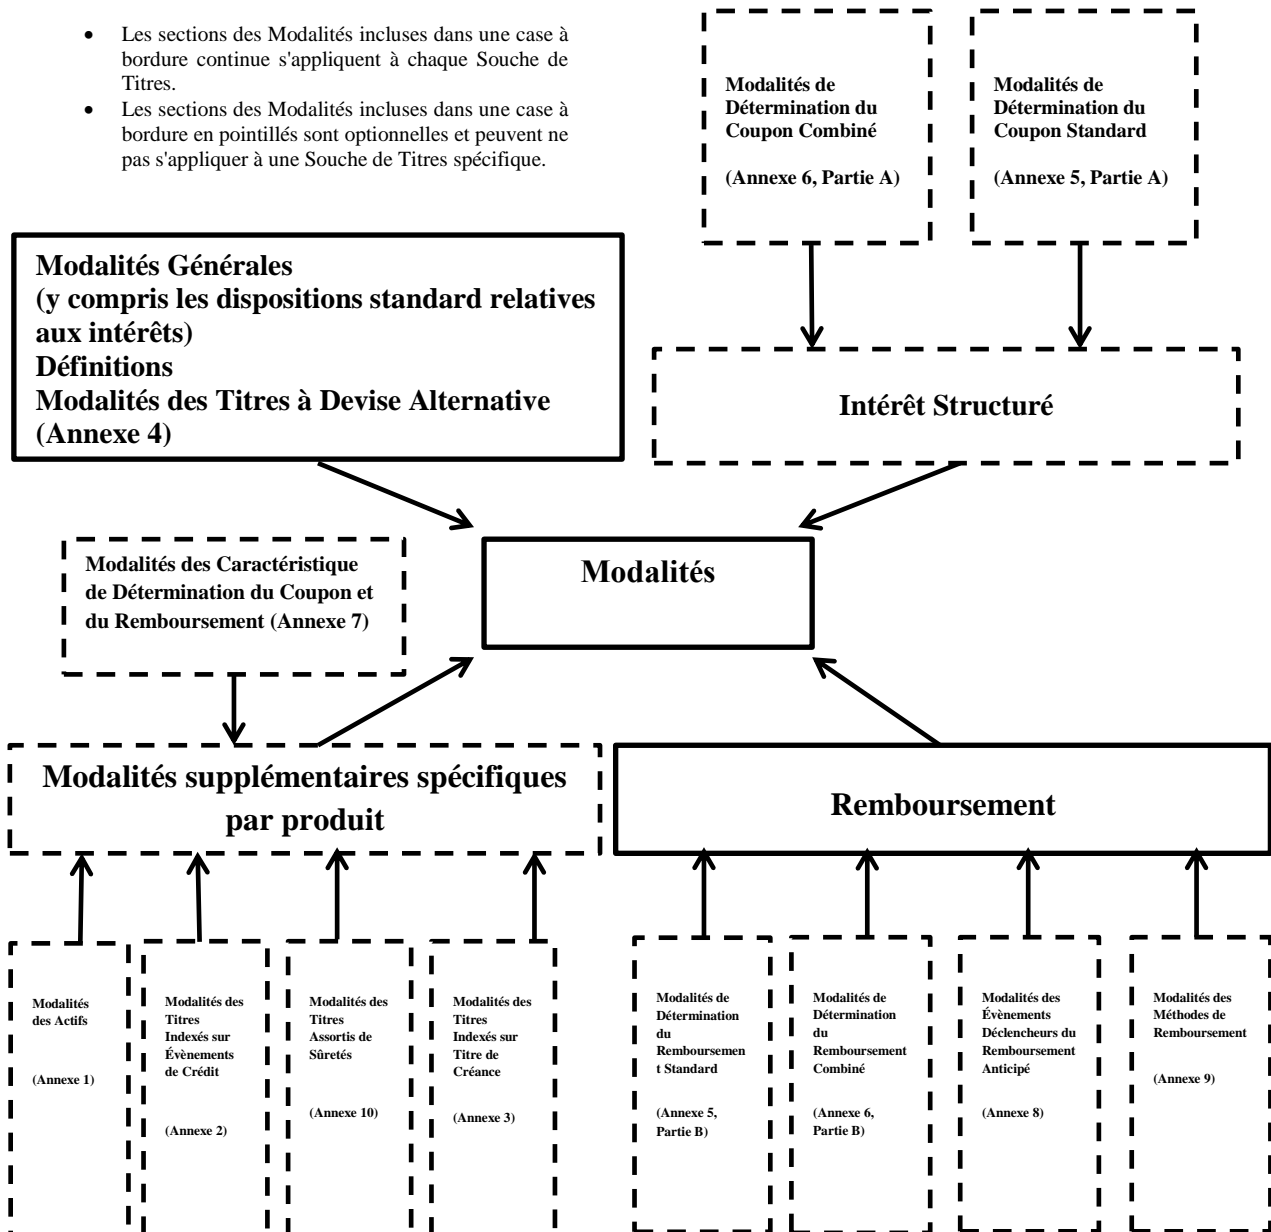 • Les sections des Modalités incluses dans une case à
bordure continue s'appliquent à chaque Souche de
Titres.
• Les sections des Modalités incluses dans une case à
bordure en pointillés sont optionnelles et peuvent ne
pas s'appliquer à une Souche de Titres spécifique.
Modalités de
Détermination du
Coupon Combiné
(Annexe 6, Partie A)
Modalités de
Détermination du
Coupon Standard
(Annexe 5, Partie A)
Modalités Générales
(y compris les dispositions standard relatives
aux intérêts)
Définitions
Modalités des Titres à Devise Alternative
(Annexe 4)
Intérêt Structuré
Modalités des Caractéristique
de Détermination du Coupon et
du Remboursement (Annexe 7)
Modalités
Modalités supplémentaires spécifiques
par produit
Remboursement
Modalités
des Actifs
(Annexe 1)
Modalités des
Titres
Indexés sur
Évènements
de Crédit
(Annexe 2)
Modalités des
Titres
Assortis de
Sûretés
(Annexe 10)
Modalités des
Titres
Indexés sur
Titre de
Créance
(Annexe 3)
Modalités de
Détermination
du
Remboursemen
t Standard
(Annexe 5,
Partie B)
Modalités de
Détermination
du
Remboursement
Combiné
(Annexe 6,
Partie B)
Modalités des
Évènements
Déclencheurs du
Remboursement
Anticipé
(Annexe 8)
Modalités des
Méthodes de
Remboursement
(Annexe 9)